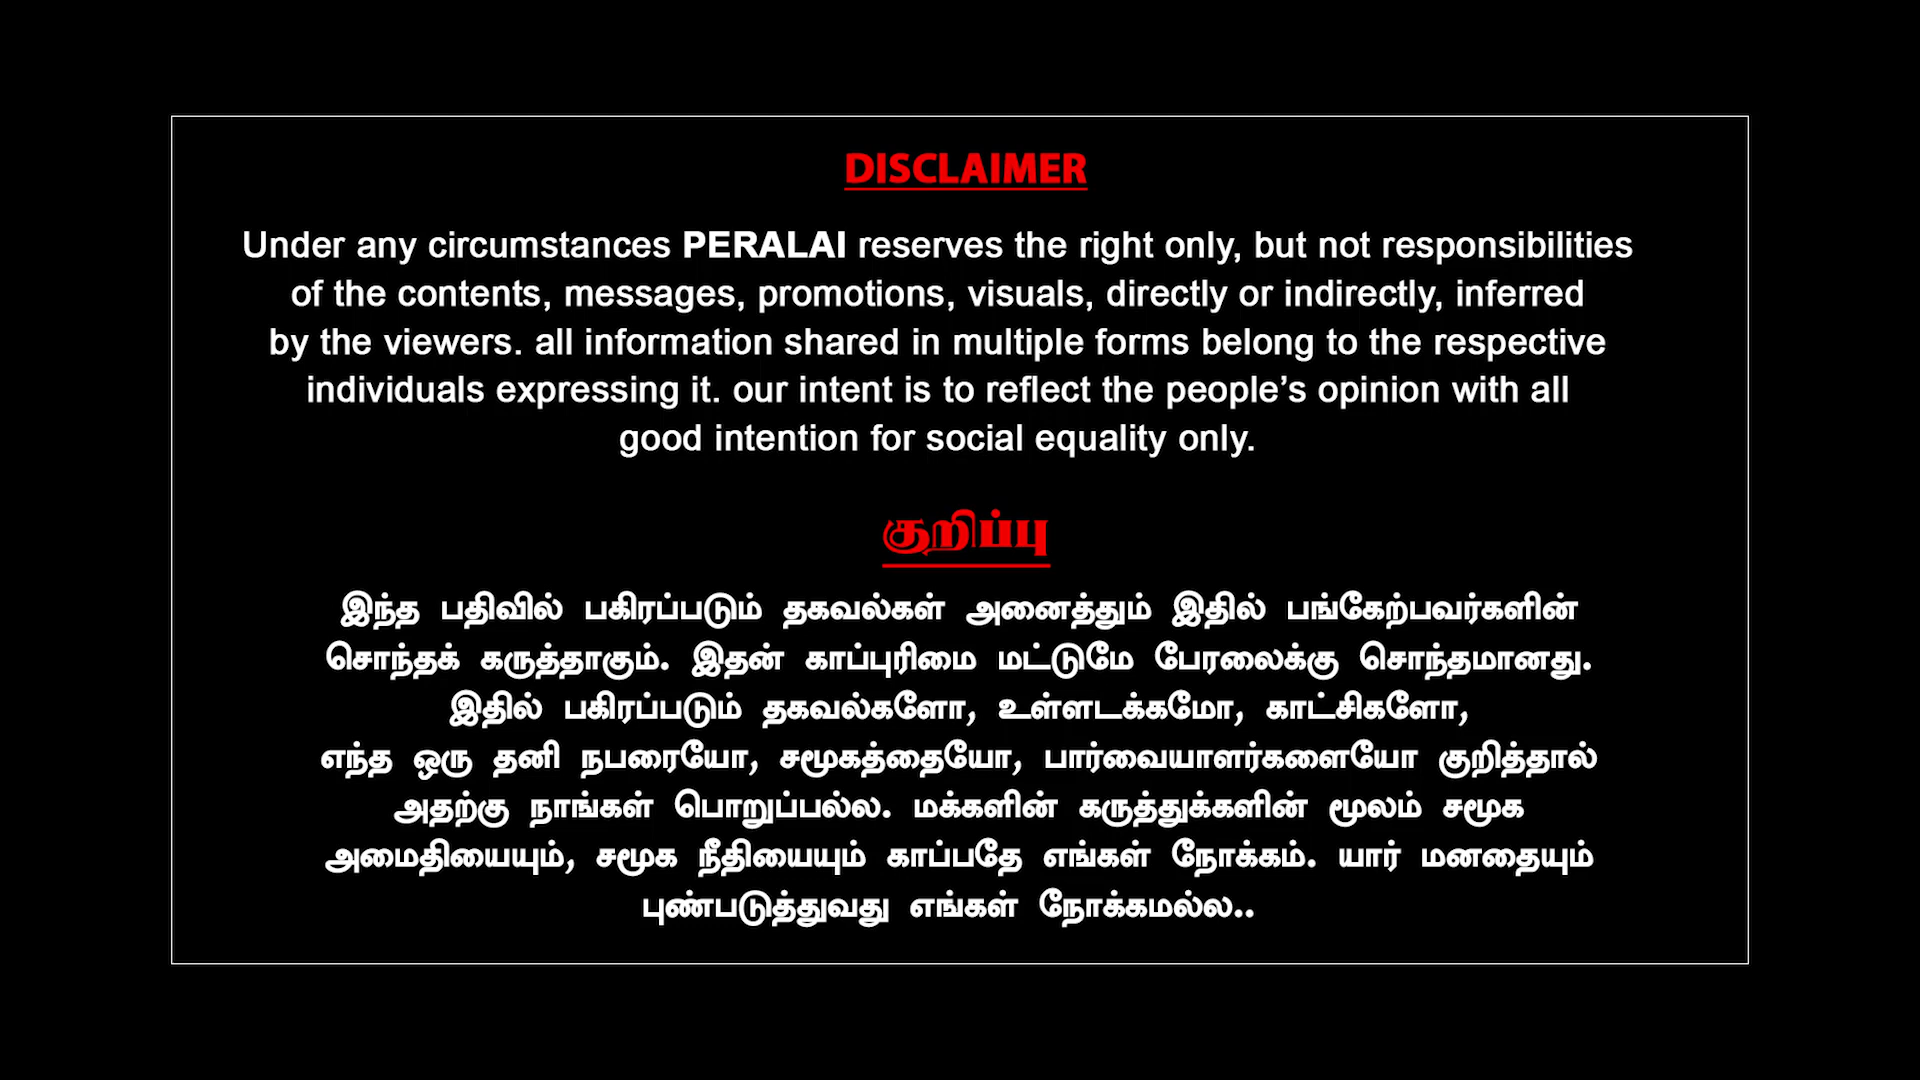 DISCLAIMER
Under any circumstances PERALAI reserves the right only, but not responsibilities
of the contents, messages, promotions, visuals, directly or indirectly, inferred
by the viewers. all information shared in multiple forms belong to the respective
individuals expressing it. our intent is to reflect the people’s opinion with all
good intention for social equality only.
குறிப்பு
இந்த பதிவில் பகிரப்படும் தகவல்கள் அனைத்தும் இதில் பங்கேற்பவர்களின்
சொந்தக் கருத்தாகும். இதன் காப்புரிமை மட்டுமே பேரலைக்கு சொந்தமானது.
இதில் பகிரப்படும் தகவல்களோ, உள்ளடக்கமோ, காட்சிகளோ,
எந்த ஒரு தனி நபரையோ, சமூகத்தையோ, பார்வையாளர்களையோ குறித்தால்
அதற்கு நாங்கள் பொறுப்பல்ல. மக்களின் கருத்துக்களின் மூலம் சமூக
அமைதியையும், சமூக நீதியையும் காப்பதே எங்கள் நோக்கம். யார் மனதையும்
புண்படுத்துவது எங்கள் நோக்கமல்ல..